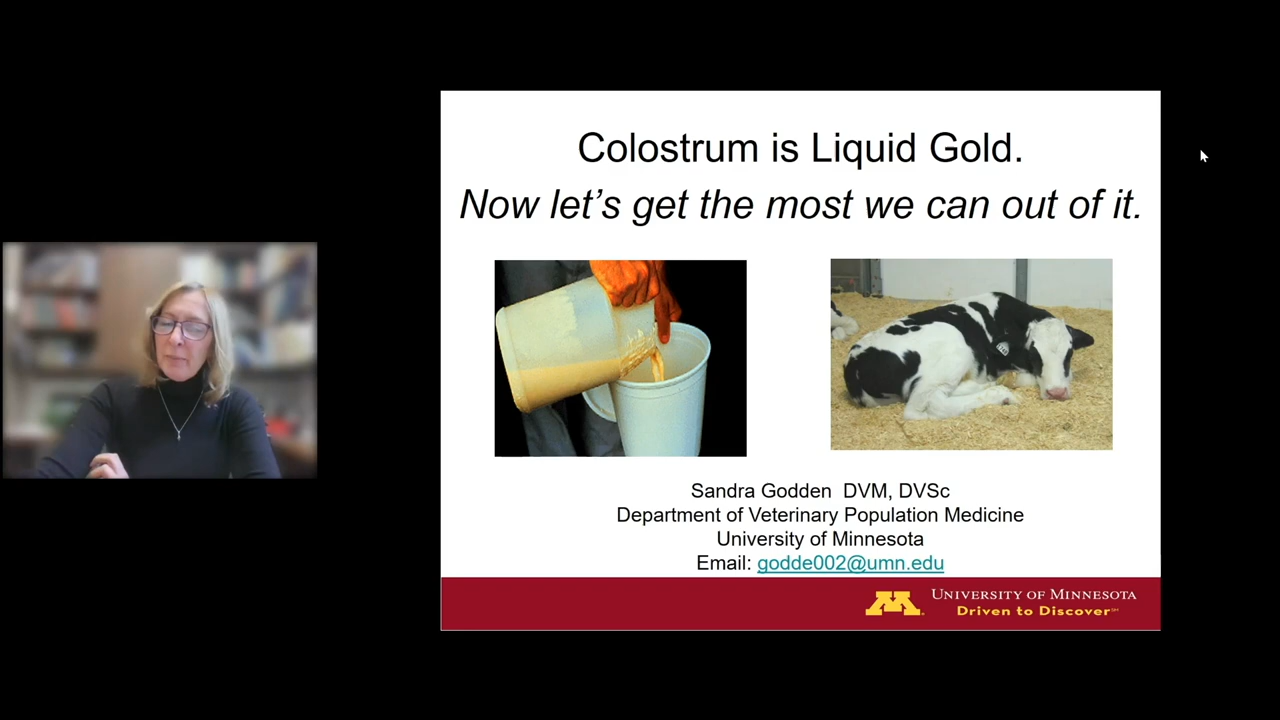 Colostrum is Liquid Gold.
Now let's get the most we can out of it.
Sandra Godden DVM, DVSc
Department of Veterinary Population Medicine
University of Minnesota
Email: godde002@umn.edu
M
University of Minnesota
Driven to Discover℠